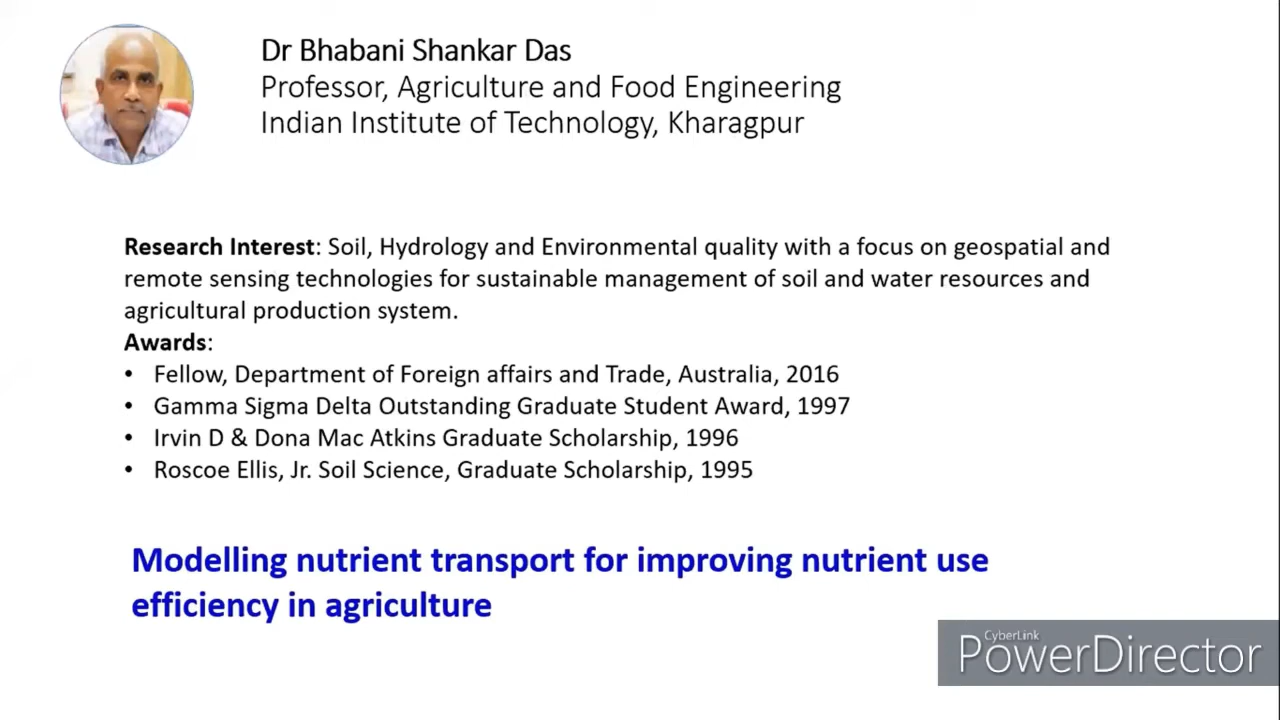 Dr Bhabani Shankar Das
Professor, Agriculture and Food Engineering
Indian Institute of Technology, Kharagpur
Research Interest: Soil, Hydrology and Environmental quality with a focus on geospatial and
remote sensing technologies for sustainable management of soil and water resources and
agricultural production system.
Awards:
• Fellow, Department of Foreign affairs and Trade, Australia, 2016
• Gamma Sigma Delta Outstanding Graduate Student Award, 1997
• Irvin D & Dona Mac Atkins Graduate Scholarship, 1996
• Roscoe Ellis, Jr. Soil Science, Graduate Scholarship, 1995
Modelling nutrient transport for improving nutrient use
efficiency in agriculture
CyberLink
PowerDirector